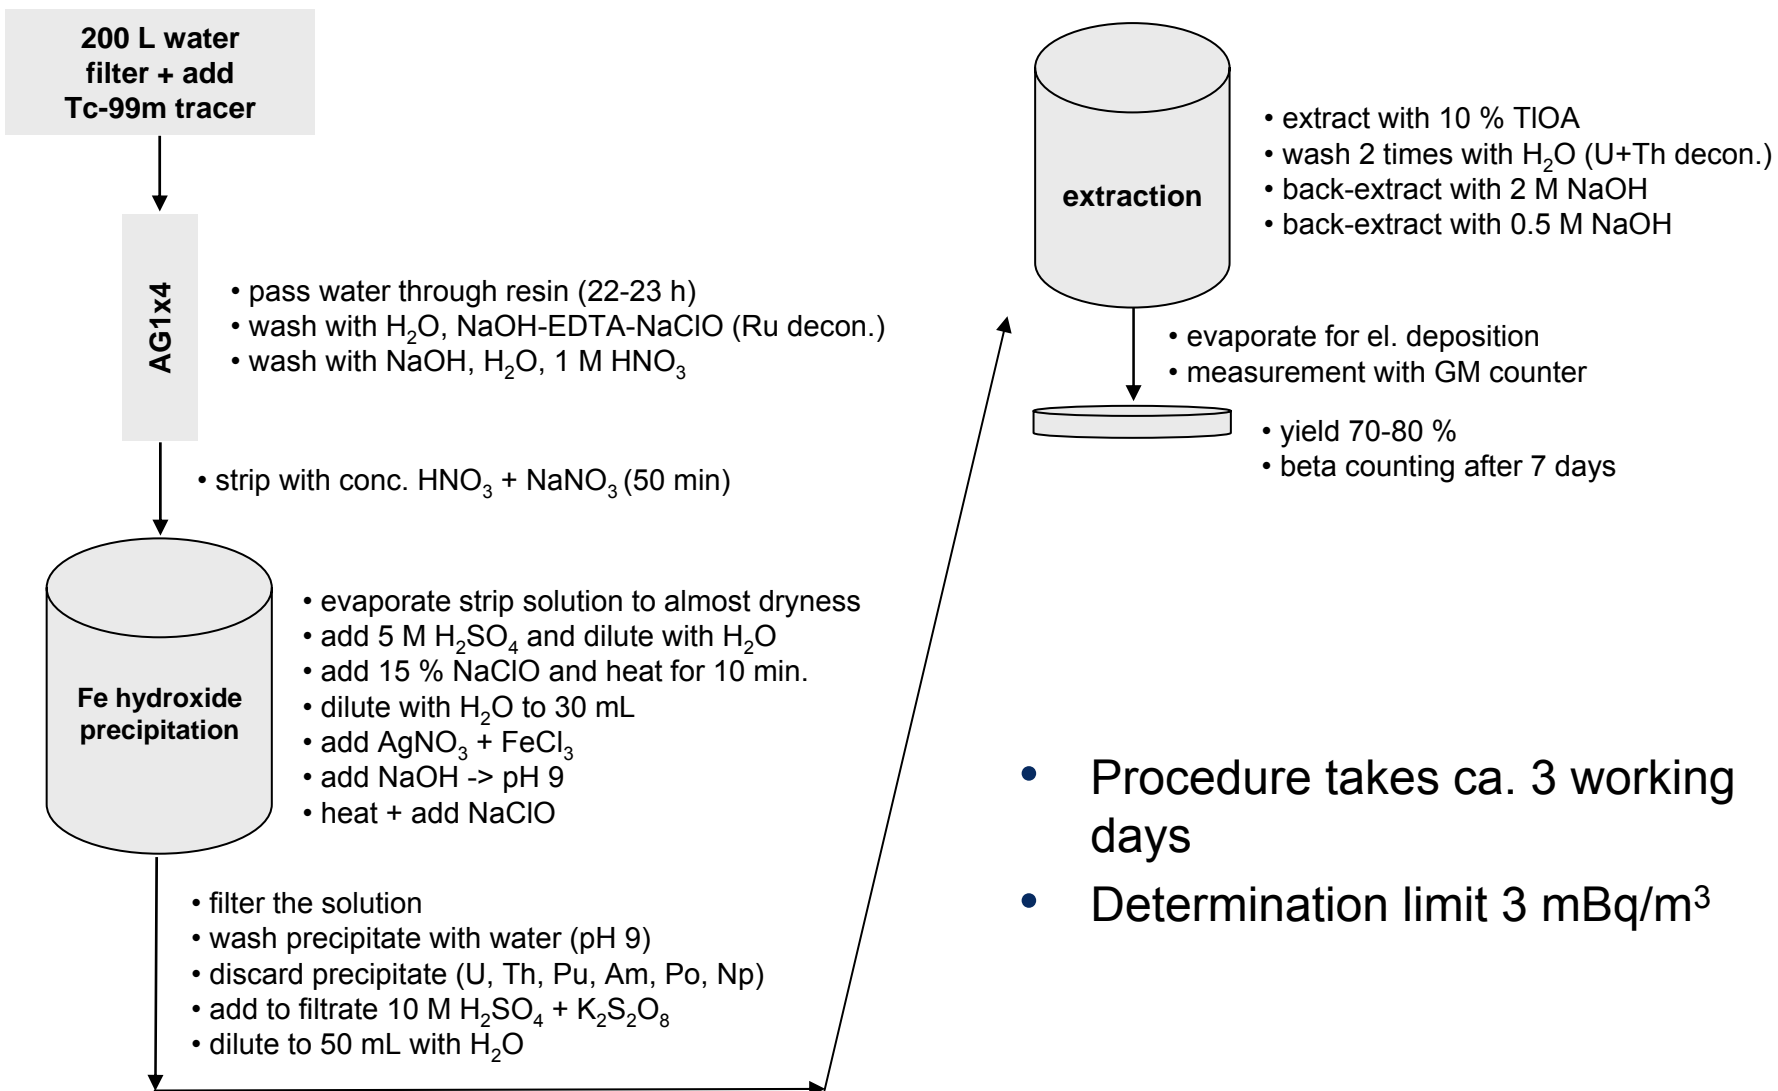 200 L water
filter + add
Tc-99m tracer
AG1x4
• pass water through resin (22-23 h)
• wash with H₂O, NaOH-EDTA-NaClO (Ru decon.)
• wash with NaOH, H₂O, 1 M HNO₃
• strip with conc. HNO₃ + NaNO₃ (50 min)
Fe hydroxide
precipitation
• evaporate strip solution to almost dryness
• add 5 M H₂SO₄ and dilute with H₂O
• add 15 % NaClO and heat for 10 min.
• dilute with H₂O to 30 mL
• add AgNO₃ + FeCl₃
• add NaOH -> pH 9
• heat + add NaClO
• filter the solution
• wash precipitate with water (pH 9)
• discard precipitate (U, Th, Pu, Am, Po, Np)
• add to filtrate 10 M H₂SO₄ + K₂S₂O₈
• dilute to 50 mL with H₂O
extraction
• extract with 10 % TIOA
• wash 2 times with H₂O (U+Th decon.)
• back-extract with 2 M NaOH
• back-extract with 0.5 M NaOH
• evaporate for el. deposition
• measurement with GM counter
• yield 70-80 %
• beta counting after 7 days
• Procedure takes ca. 3 working
days
• Determination limit 3 mBq/m³